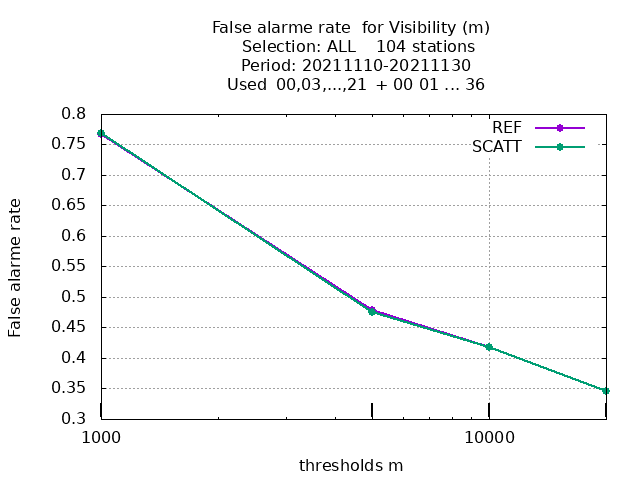 False alarme rate  for Visibility (m)
Selection: ALL    104 stations
Period: 20211110-20211130
Used  00,03,...,21  + 00 01 ... 36
REF
SCATT
0.8
0.75
0.7
0.65
0.6
0.55
0.5
0.45
0.4
0.35
0.3
False alarme rate
1000
10000
thresholds m